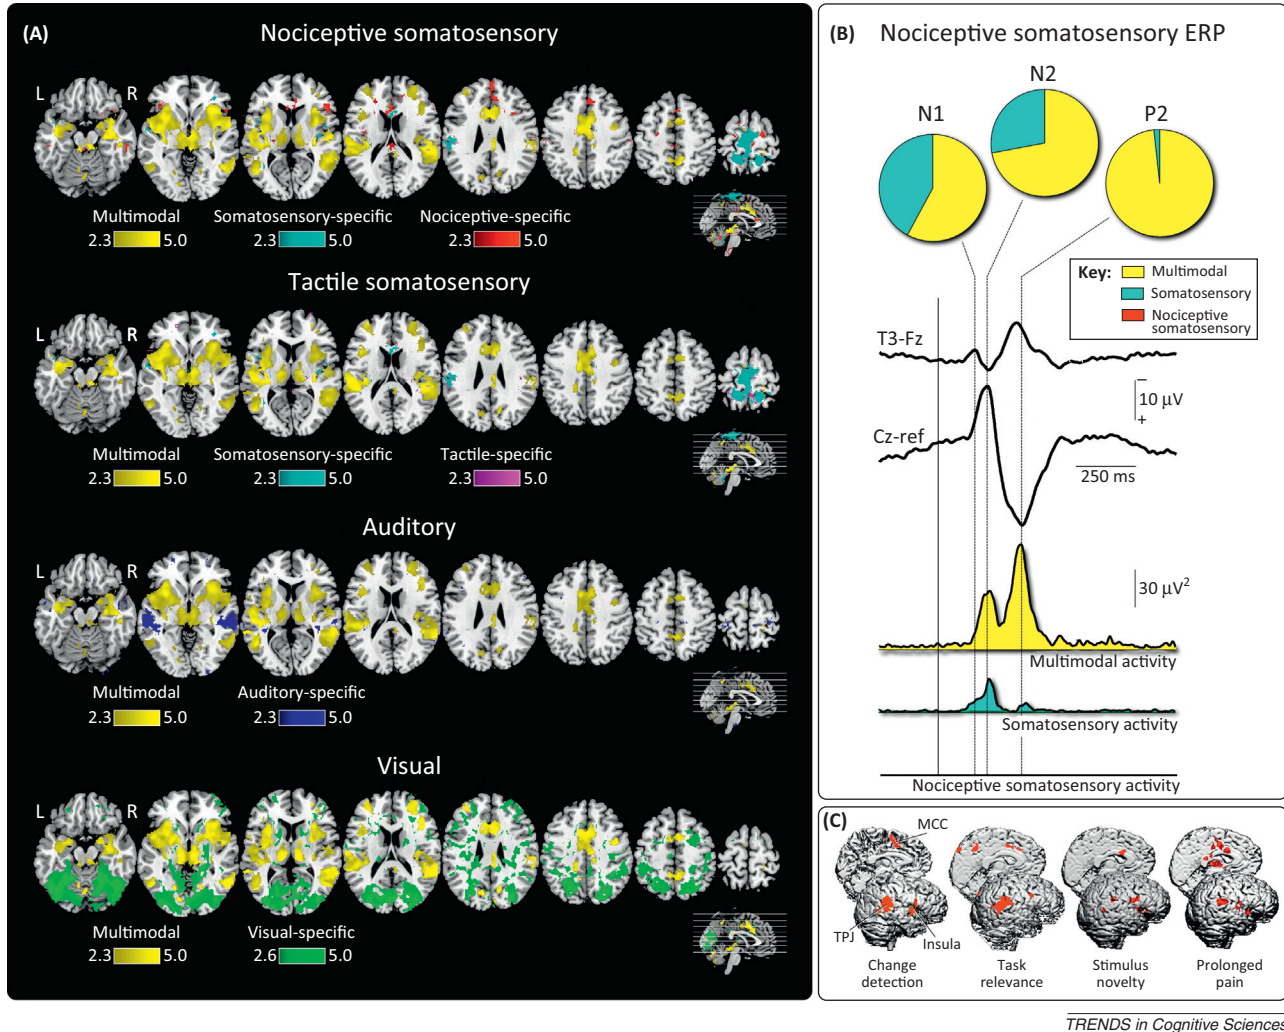 (A)
Nociceptive somatosensory
L R
Multimodal Somatosensory-specific Nociceptive-specific
2.3 5.0 2.3 5.0 2.3 5.0
Tactile somatosensory
L R
Multimodal Somatosensory-specific Tactile-specific
2.3 5.0 2.3 5.0 2.3 5.0
Auditory
L R
Multimodal Auditory-specific
2.3 5.0 2.3 5.0
Visual
L R
Multimodal Visual-specific
2.3 5.0 2.6 5.0
(B) Nociceptive somatosensory ERP
N1 N2 P2
Key: Multimodal
Somatosensory
Nociceptive
somatosensory
T3-Fz
−
10 μV
+
Cz-ref
250 ms
30 μV²
Multimodal activity
Somatosensory activity
Nociceptive somatosensory activity
(C)
MCC
TPJ Insula
Change
detection
Task
relevance
Stimulus
novelty
Prolonged
pain
TRENDS in Cognitive Sciences